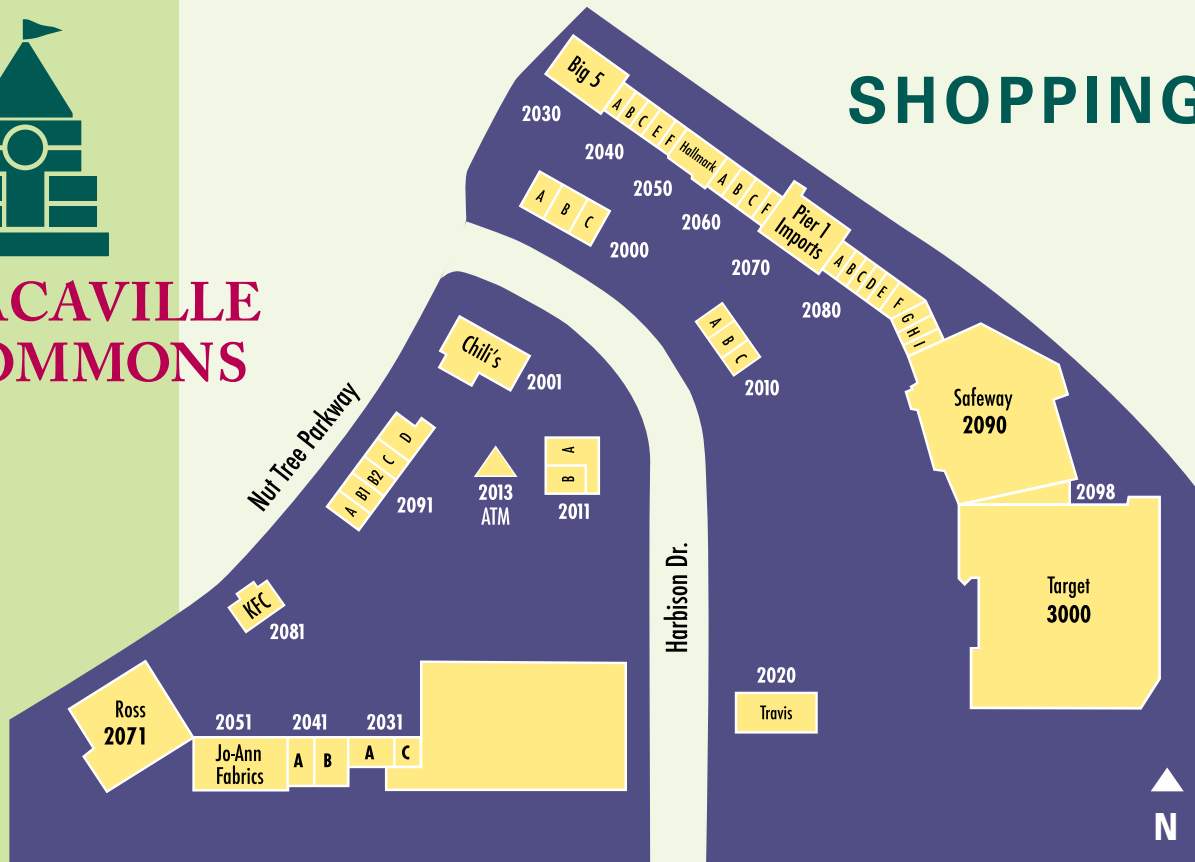 SHOPPING
ACAVILLE
OMMONS
Big 5
2030
A B C E F
2040
Hallmark
2050
A B C F
2060
Pier 1
Imports
2070
A B C D E F G H I
2080
A B C
2000
A
B
C
2010
Safeway
2090
2098
Target
3000
Chili's
2001
Nut Tree Parkway
A B1 B2 C D
2091
2013
ATM
A
B
2011
Harbison Dr.
KFC
2081
Ross
2071
2051
Jo-Ann
Fabrics
2041
A B
2031
A C
2020
Travis
N